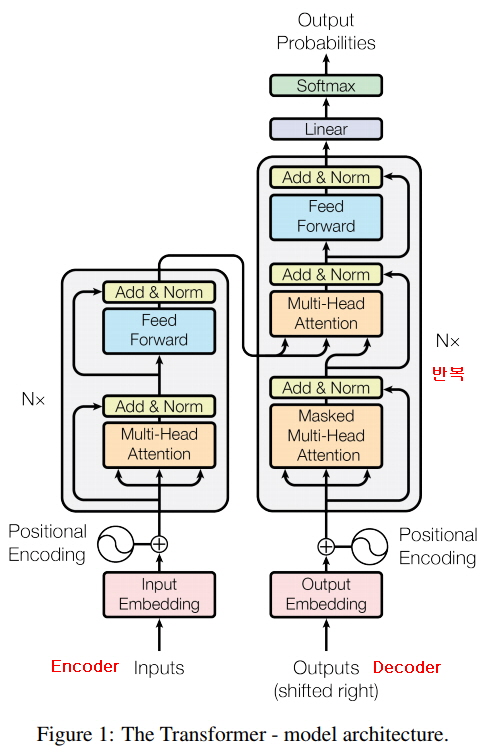 Output
Probabilities
Softmax
Linear
Add & Norm
Feed
Forward
Add & Norm
Multi-Head
Attention
Add & Norm
Masked
Multi-Head
Attention
N×
반복
Add & Norm
Feed
Forward
Add & Norm
Multi-Head
Attention
N×
Positional
Encoding
Positional
Encoding
Input
Embedding
Output
Embedding
Encoder Inputs
Outputs
(shifted right)
Decoder
Figure 1: The Transformer - model architecture.